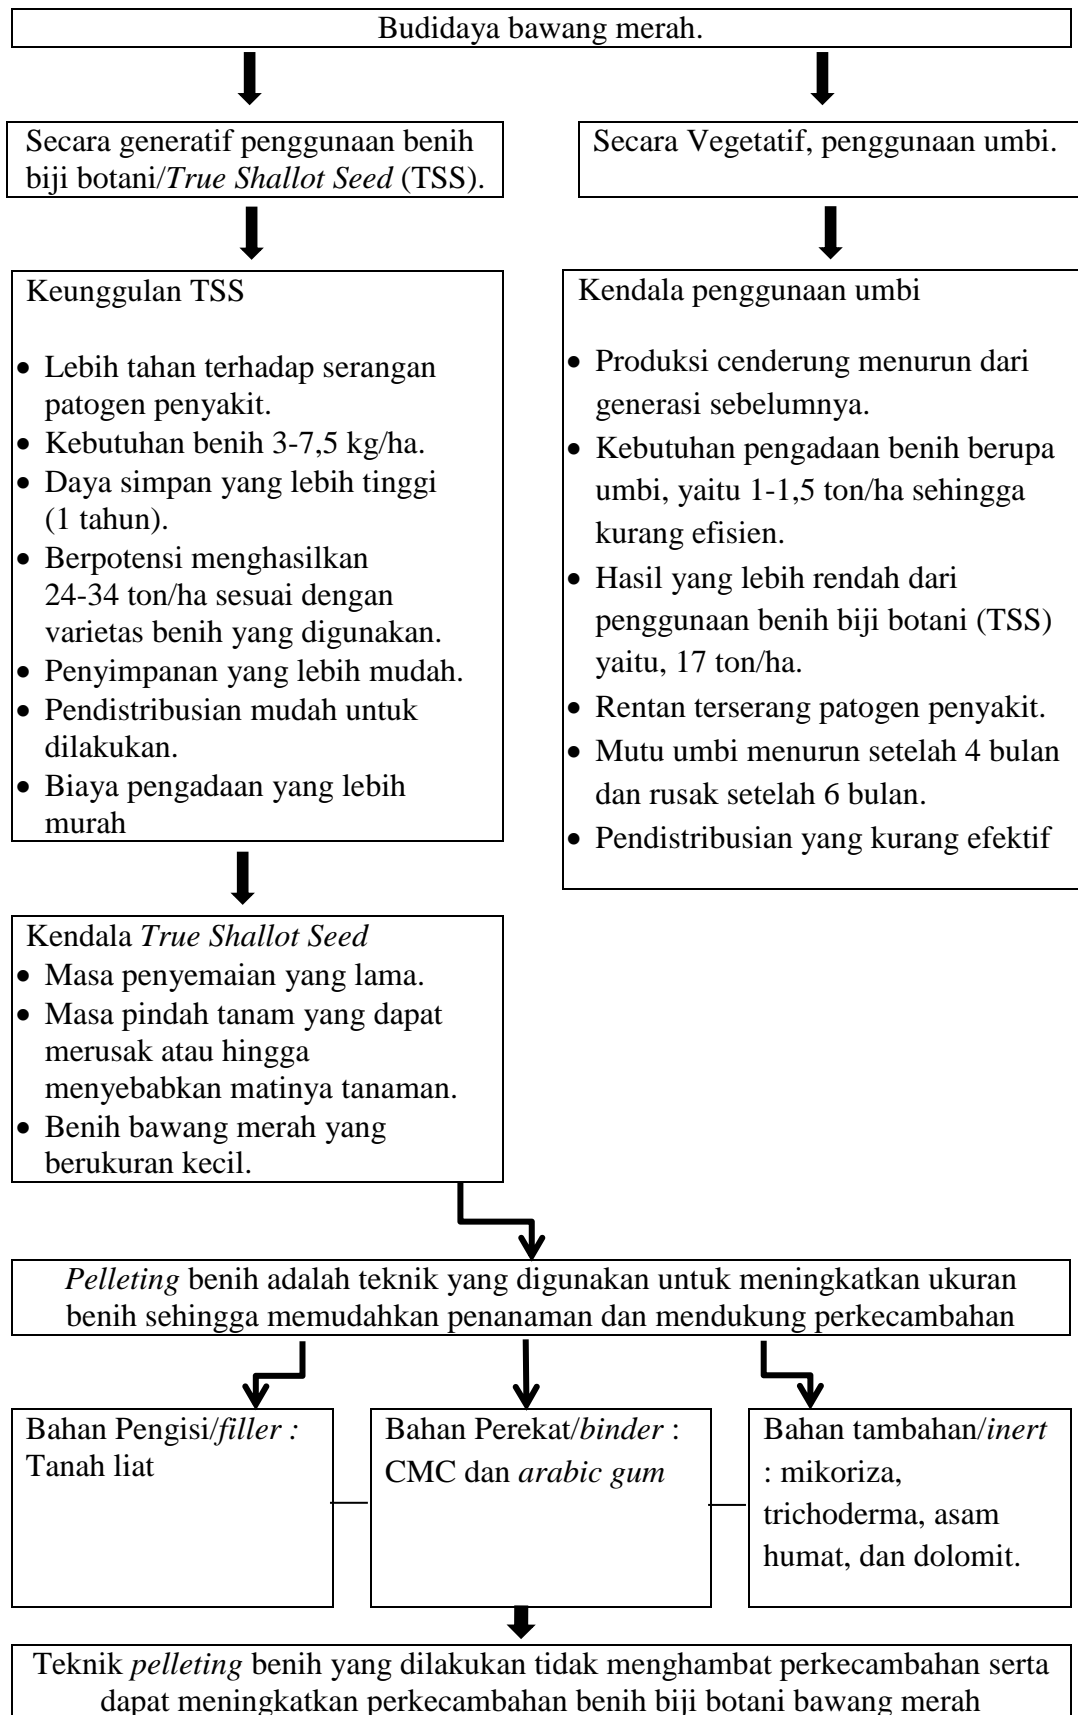 Budidaya bawang merah.
Secara generatif penggunaan benih
biji botani/True Shallot Seed (TSS).
Secara Vegetatif, penggunaan umbi.
Keunggulan TSS
• Lebih tahan terhadap serangan
patogen penyakit.
• Kebutuhan benih 3-7,5 kg/ha.
• Daya simpan yang lebih tinggi
(1 tahun).
• Berpotensi menghasilkan
24-34 ton/ha sesuai dengan
varietas benih yang digunakan.
• Penyimpanan yang lebih mudah.
• Pendistribusian mudah untuk
dilakukan.
• Biaya pengadaan yang lebih
murah
Kendala penggunaan umbi
• Produksi cenderung menurun dari
generasi sebelumnya.
• Kebutuhan pengadaan benih berupa
umbi, yaitu 1-1,5 ton/ha sehingga
kurang efisien.
• Hasil yang lebih rendah dari
penggunaan benih biji botani (TSS)
yaitu, 17 ton/ha.
• Rentan terserang patogen penyakit.
• Mutu umbi menurun setelah 4 bulan
dan rusak setelah 6 bulan.
• Pendistribusian yang kurang efektif
Kendala True Shallot Seed
• Masa penyemaian yang lama.
• Masa pindah tanam yang dapat
merusak atau hingga
menyebabkan matinya tanaman.
• Benih bawang merah yang
berukuran kecil.
Pelleting benih adalah teknik yang digunakan untuk meningkatkan ukuran
benih sehingga memudahkan penanaman dan mendukung perkecambahan
Bahan Pengisi/filler :
Tanah liat
Bahan Perekat/binder :
CMC dan arabic gum
Bahan tambahan/inert
: mikoriza,
trichoderma, asam
humat, dan dolomit.
Teknik pelleting benih yang dilakukan tidak menghambat perkecambahan serta
dapat meningkatkan perkecambahan benih biji botani bawang merah